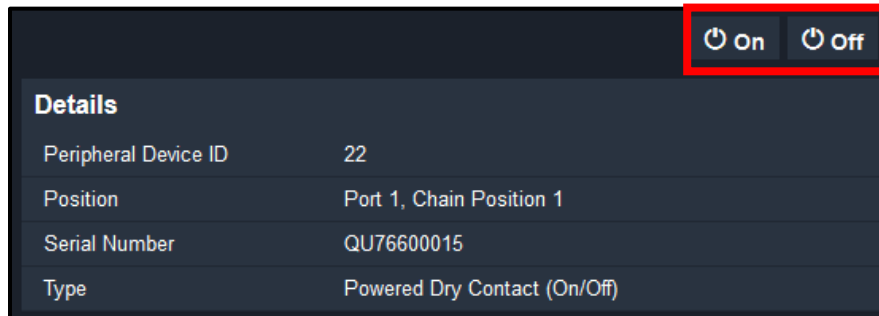 On Off
Details
Peripheral Device ID 22
Position Port 1, Chain Position 1
Serial Number QU76600015
Type Powered Dry Contact (On/Off)